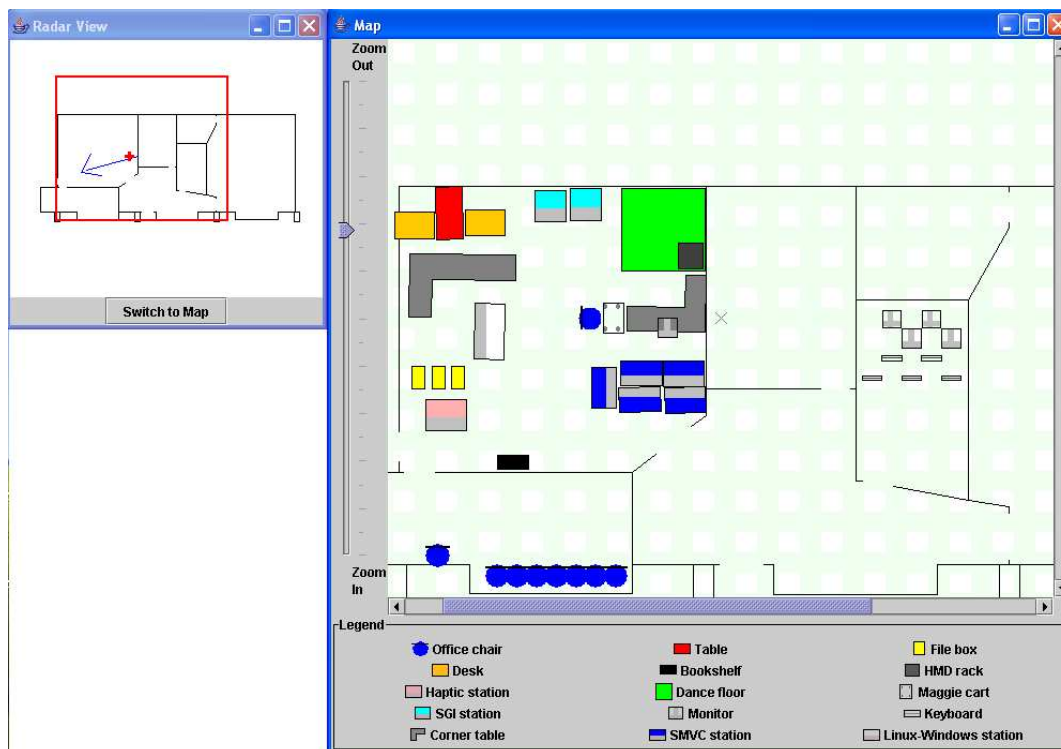 Radar View
Switch to Map
Map
Zoom
Out
Zoom
In
Legend
Office chair
Table
File box
Desk
Bookshelf
HMD rack
Haptic station
Dance floor
Maggie cart
SGI station
Monitor
Keyboard
Corner table
SMVC station
Linux-Windows station